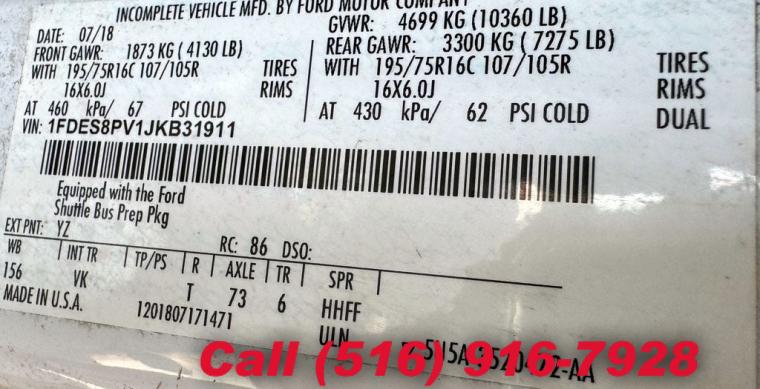 INCOMPLETE VEHICLE MFD. BY FORD MOTOR COMPANY
DATE: 07/18 GVWR: 4699 KG (10360 LB)
FRONT GAWR: 1873 KG ( 4130 LB) REAR GAWR: 3300 KG ( 7275 LB)
WITH 195/75R16C 107/105R TIRES WITH 195/75R16C 107/105R TIRES
16X6.0J RIMS 16X6.0J RIMS
AT 460 kPa/ 67 PSI COLD AT 430 kPa/ 62 PSI COLD DUAL
VIN: 1FDES8PV1JKB31911
Equipped with the Ford
Shuttle Bus Prep Pkg
EXT PNT: YZ RC: 86 DSO:
WB INT TR TP/PS R AXLE TR SPR
156 VK T 73 6 HHFF
MADE IN U.S.A. 1201807171471 ULN
Call (516) 916-7928